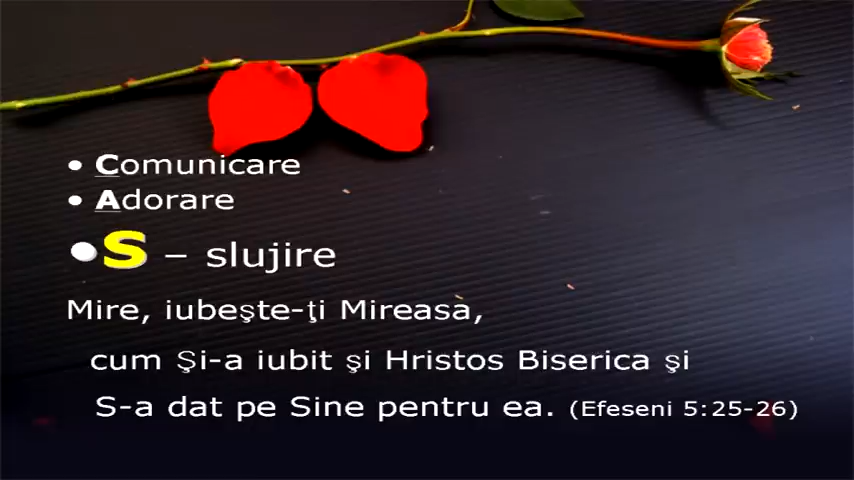 • Comunicare
• Adorare
•S – slujire
Mire, iubeşte-ţi Mireasa,
cum Şi-a iubit şi Hristos Biserica şi
S-a dat pe Sine pentru ea. (Efeseni 5:25-26)